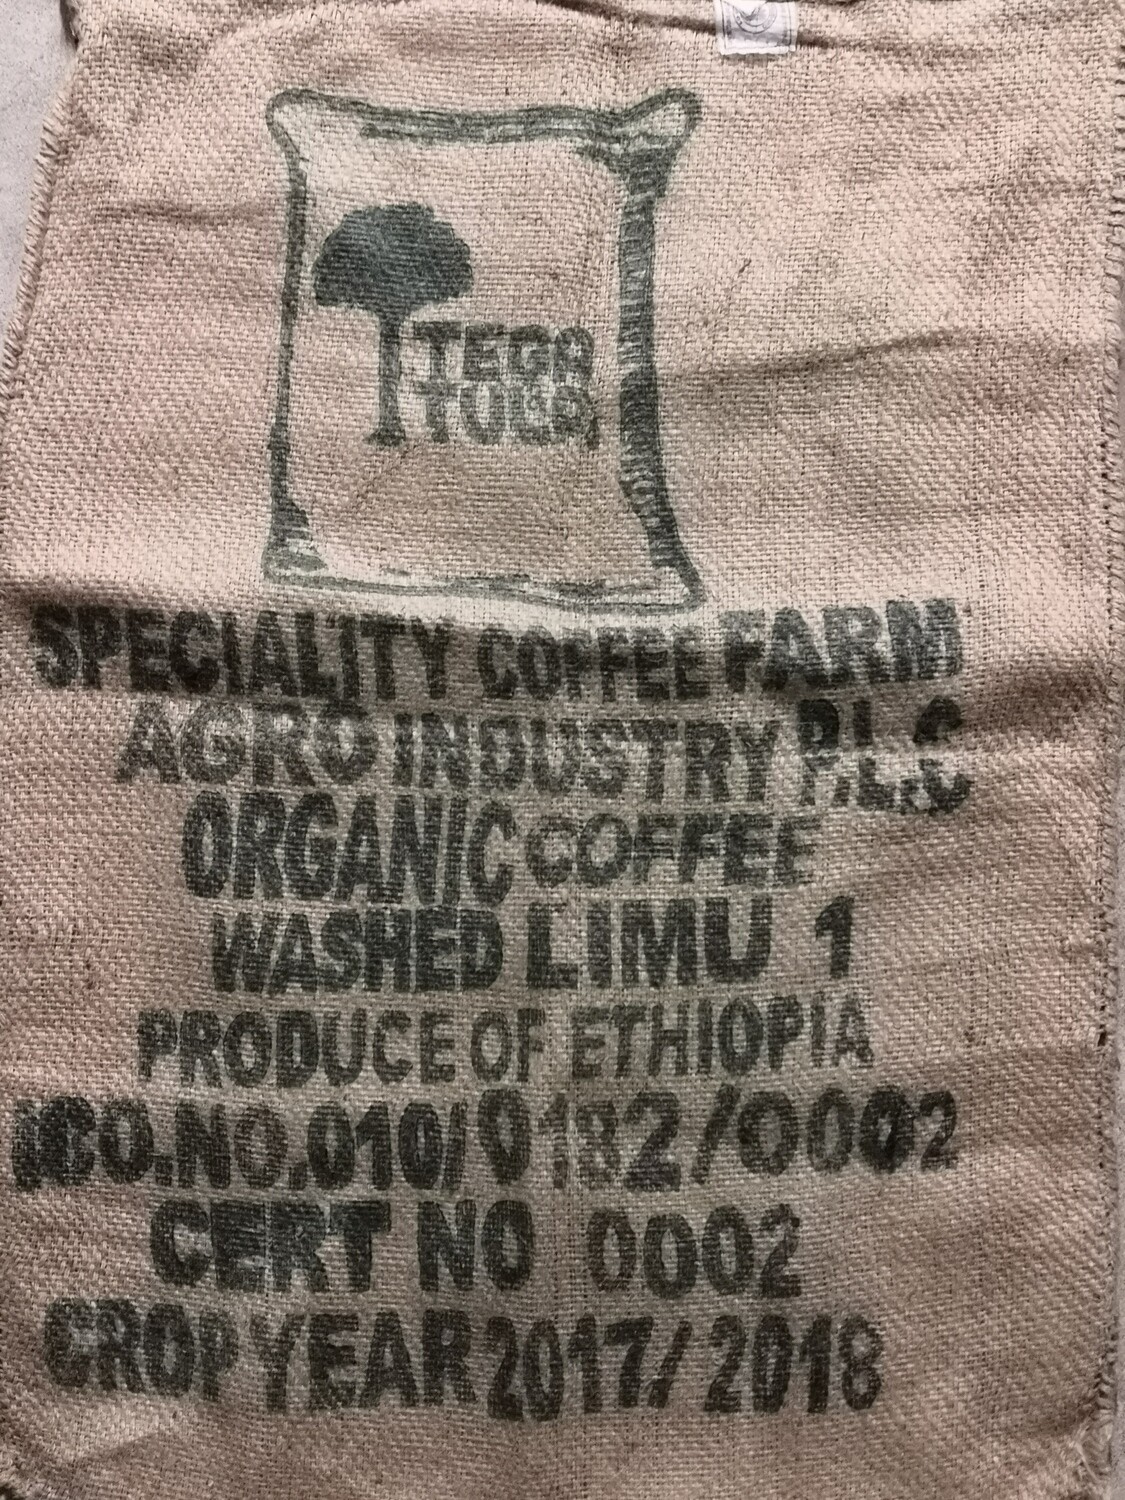 TEGA
TULA
SPECIALITY COFFEE FARM
AGRO INDUSTRY P.L.C
ORGANIC COFFEE
WASHED LIMU 1
PRODUCE OF ETHIOPIA
ICO.NO.010/0182/0002
CERT NO 0002
CROP YEAR 2017/2018